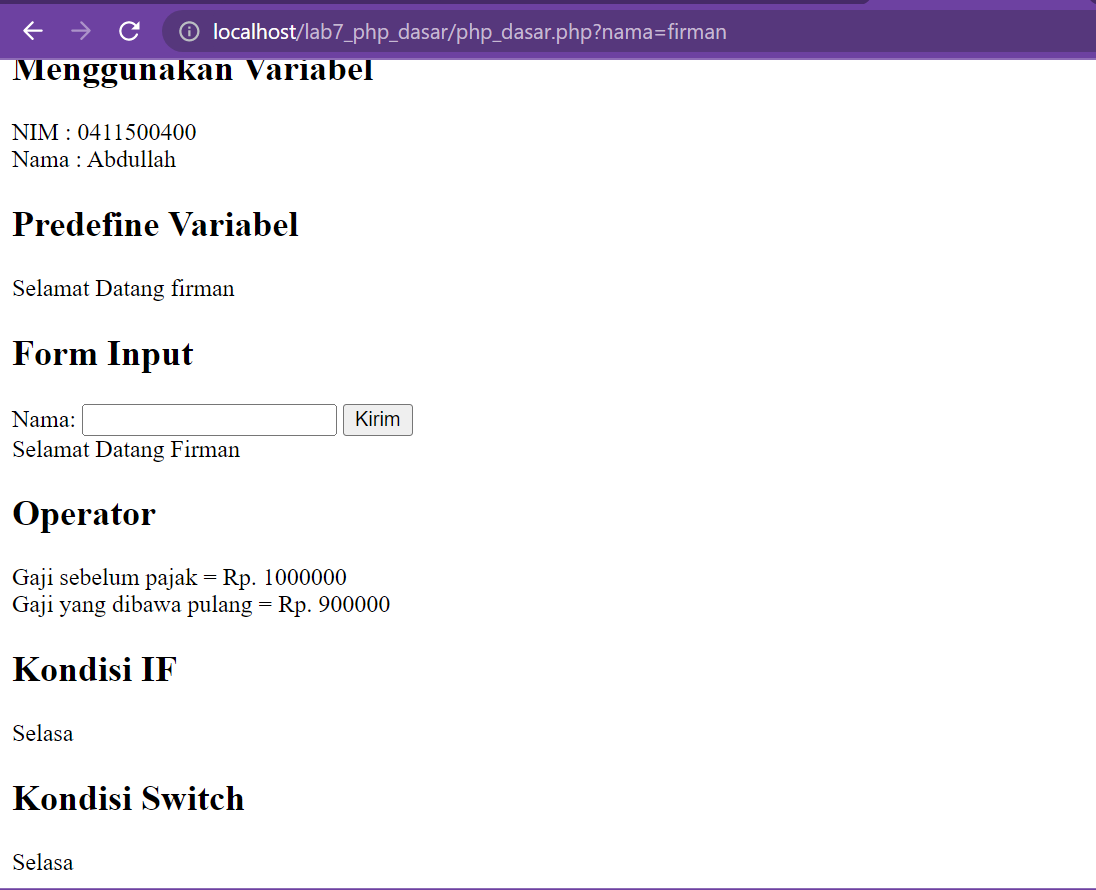 localhost/lab7_php_dasar/php_dasar.php?nama=firman
Menggunakan Variabel
NIM : 0411500400
Nama : Abdullah
Predefine Variabel
Selamat Datang firman
Form Input
Nama: Kirim
Selamat Datang Firman
Operator
Gaji sebelum pajak = Rp. 1000000
Gaji yang dibawa pulang = Rp. 900000
Kondisi IF
Selasa
Kondisi Switch
Selasa